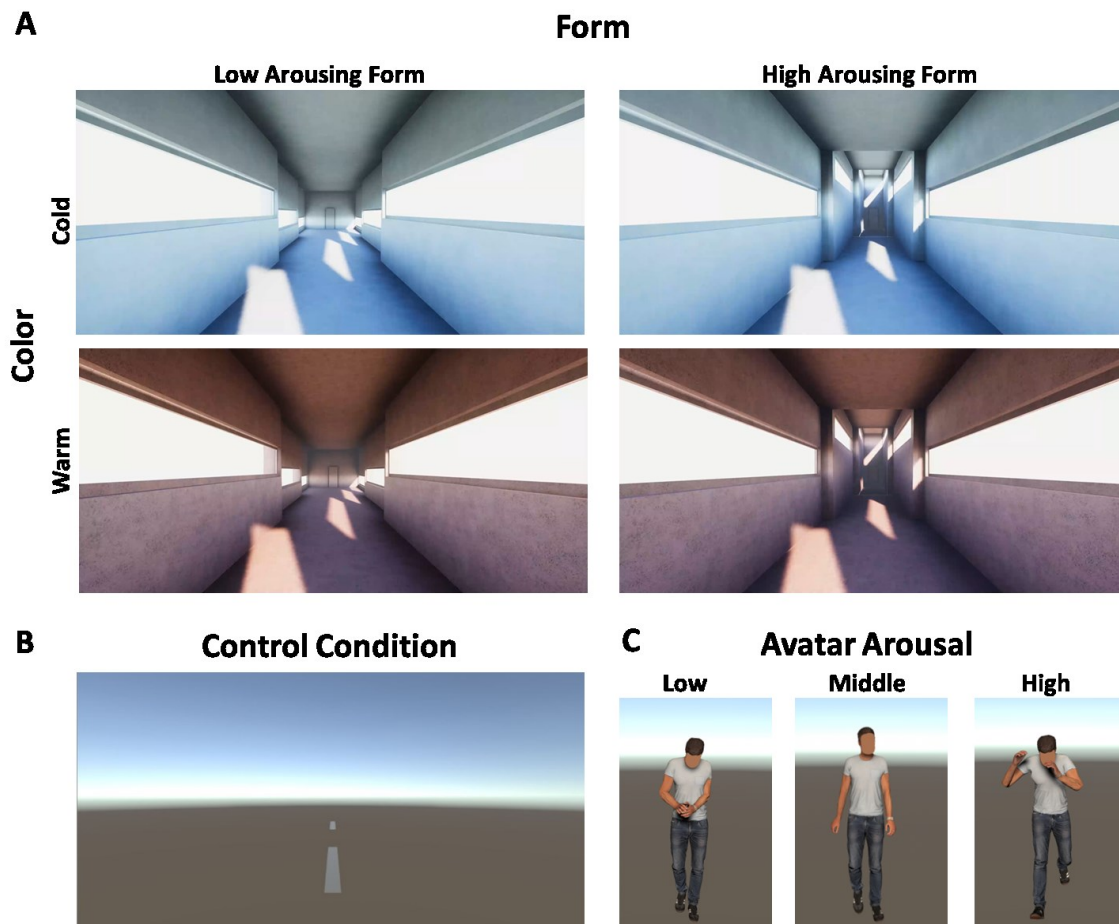 A
Form
Low Arousing Form
High Arousing Form
Color
Cold
Warm
B
Control Condition
C
Avatar Arousal
Low
Middle
High